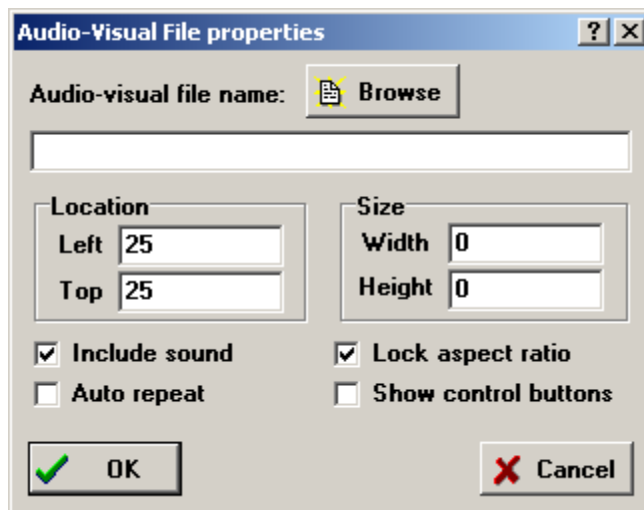 Audio-Visual File properties
Audio-visual file name: Browse
Location
Left 25
Top 25
Size
Width 0
Height 0
Include sound
Lock aspect ratio
Auto repeat
Show control buttons
OK
Cancel